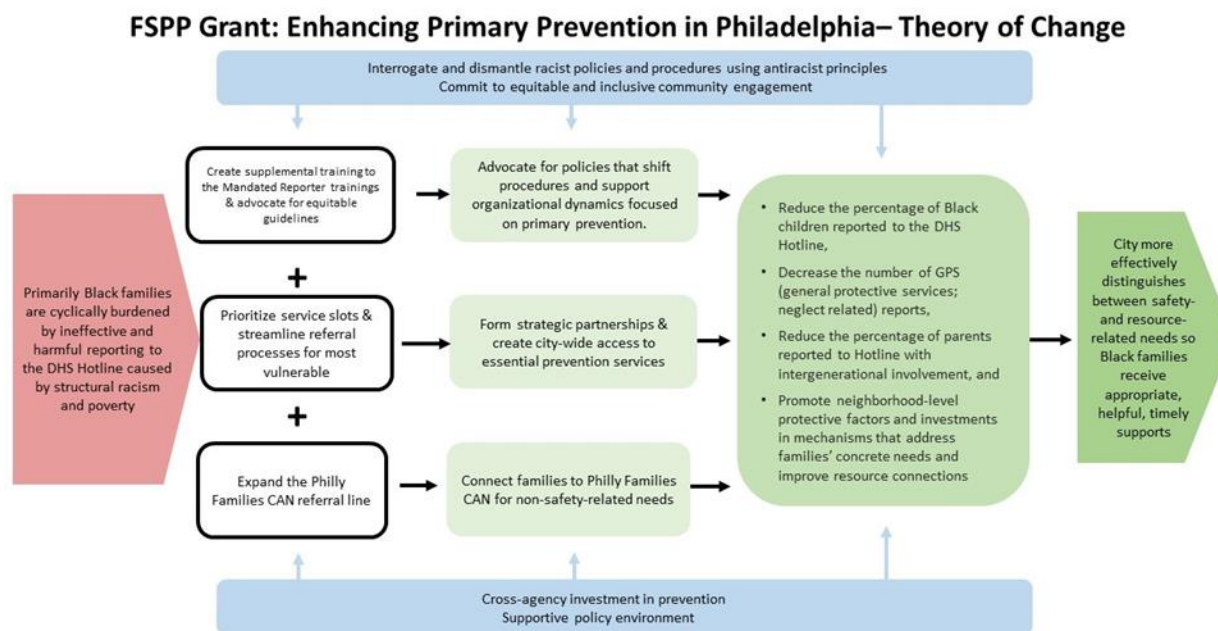 FSPP Grant: Enhancing Primary Prevention in Philadelphia– Theory of Change
Interrogate and dismantle racist policies and procedures using antiracist principles
Commit to equitable and inclusive community engagement
Primarily Black families
are cyclically burdened
by ineffective and
harmful reporting to
the DHS Hotline caused
by structural racism
and poverty
Create supplemental training to
the Mandated Reporter trainings
& advocate for equitable
guidelines
+
Prioritize service slots &
streamline referral
processes for most
vulnerable
+
Expand the Philly
Families CAN referral line
Advocate for policies that shift
procedures and support
organizational dynamics focused
on primary prevention.
Form strategic partnerships &
create city-wide access to
essential prevention services
Connect families to Philly Families
CAN for non-safety-related needs
• Reduce the percentage of Black
children reported to the DHS
Hotline,
• Decrease the number of GPS
(general protective services;
neglect related) reports,
• Reduce the percentage of parents
reported to Hotline with
intergenerational involvement, and
• Promote neighborhood-level
protective factors and investments
in mechanisms that address
families' concrete needs and
improve resource connections
City more
effectively
distinguishes
between safety-
and resource-
related needs so
Black families
receive
appropriate,
helpful, timely
supports
Cross-agency investment in prevention
Supportive policy environment